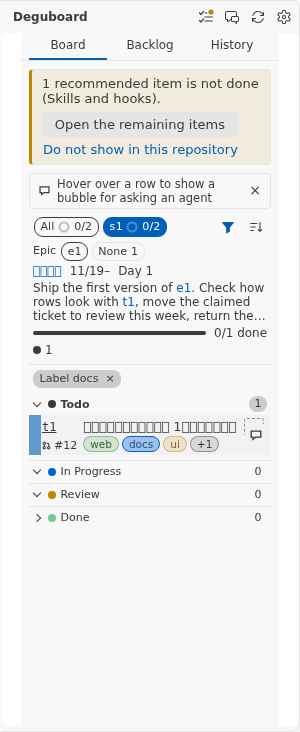 Deguboard
Board Backlog History
1 recommended item is not done
(Skills and hooks).
Open the remaining items
Do not show in this repository
Hover over a row to show a
bubble for asking an agent
All 0/2 s1 0/2
Epic e1 None 1
11/19– Day 1
Ship the first version of e1. Check how
rows look with t1, move the claimed
ticket to review this week, return the…
0/1 done
1
Label docs ×
Todo 1
t1 1
#12 web docs ui +1
In Progress 0
Review 0
Done 0